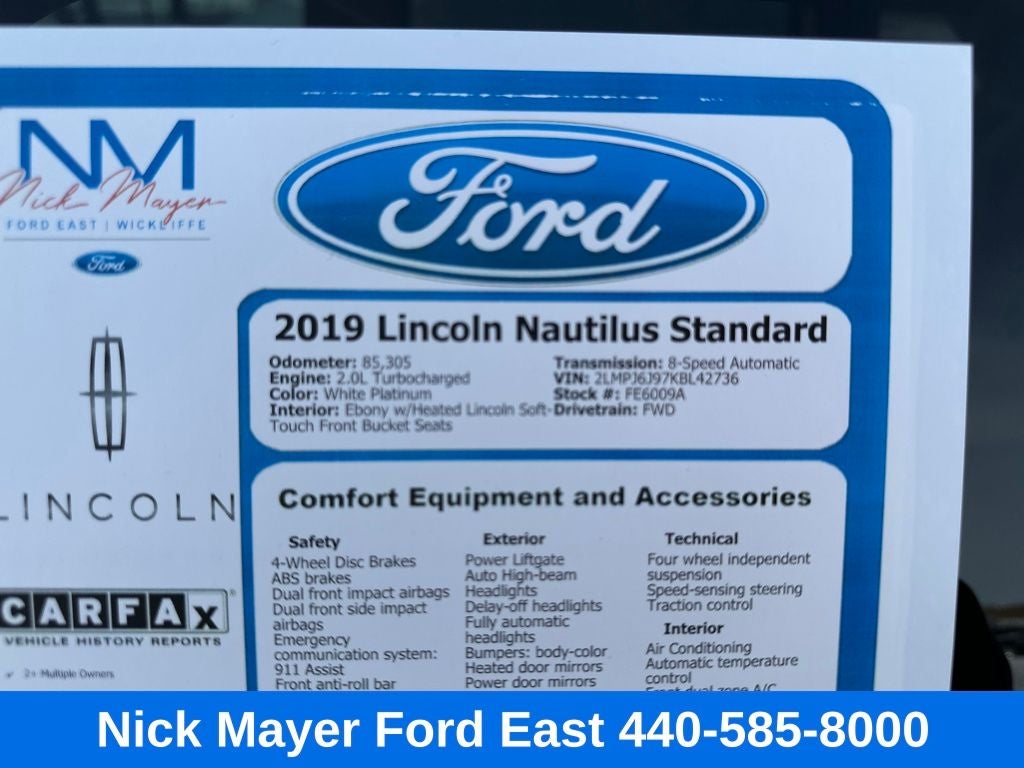 NM
Nick Mayer
FORD EAST | WICKLIFFE
Ford
Ford
LINCOLN
CARFAX
VEHICLE HISTORY REPORTS
2+ Multiple Owners
2019 Lincoln Nautilus Standard
Odometer: 85,305
Engine: 2.0L Turbocharged
Color: White Platinum
Interior: Ebony w/Heated Lincoln Soft-
Touch Front Bucket Seats
Transmission: 8-Speed Automatic
VIN: 2LMPJ6J97KBL42736
Stock #: FE6009A
Drivetrain: FWD
Comfort Equipment and Accessories
Safety
4-Wheel Disc Brakes
ABS brakes
Dual front impact airbags
Dual front side impact
airbags
Emergency
communication system:
911 Assist
Front anti-roll bar
Exterior
Power Liftgate
Auto High-beam
Headlights
Delay-off headlights
Fully automatic
headlights
Bumpers: body-color
Heated door mirrors
Power door mirrors
Technical
Four wheel independent
suspension
Speed-sensing steering
Traction control
Interior
Air Conditioning
Automatic temperature
control
Front dual zone A/C
Nick Mayer Ford East 440-585-8000